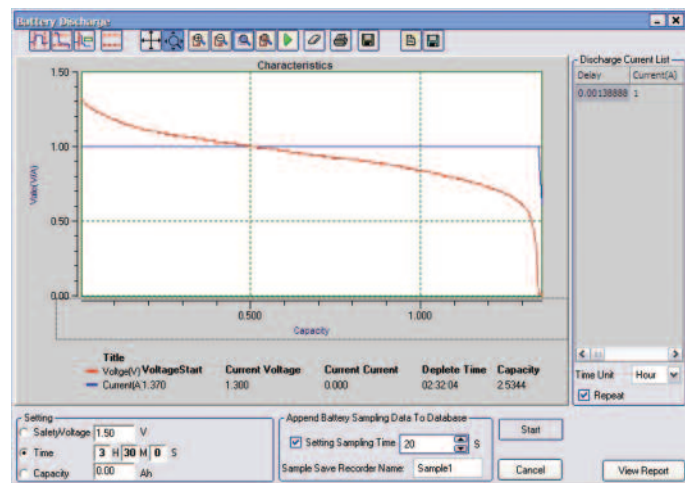 Battery Discharge
Characteristics
1.50
1.00
0.50
0.00
Vale(V/A)
0.500
1.000
Capacity
Title
Voltge(V) VoltageStart Current Voltage Current Current Deplete Time Capacity
Current(A 1.370 1.300 0.000 02:32:04 2.5344
Discharge Current List
Delay Current(A)
0.00138888 1
Time Unit Hour
Repeat
Setting
SafetyVoltage 1.50 V
Time 3 H 30 M 0 S
Capacity 0.00 Ah
Append Battery Sampling Data To Database
Setting Sampling Time 20 S
Sample Save Recorder Name: Sample1
Start
Cancel
View Report